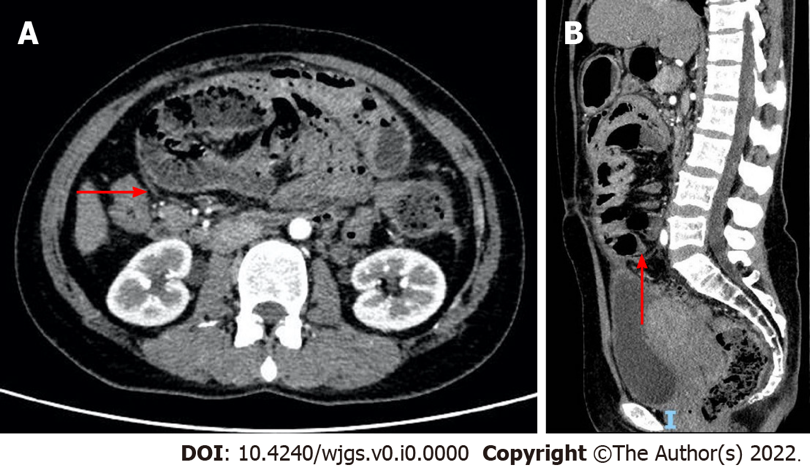 A
B
I
DOI: 10.4240/wjgs.v0.i0.0000 Copyright ©The Author(s) 2022.